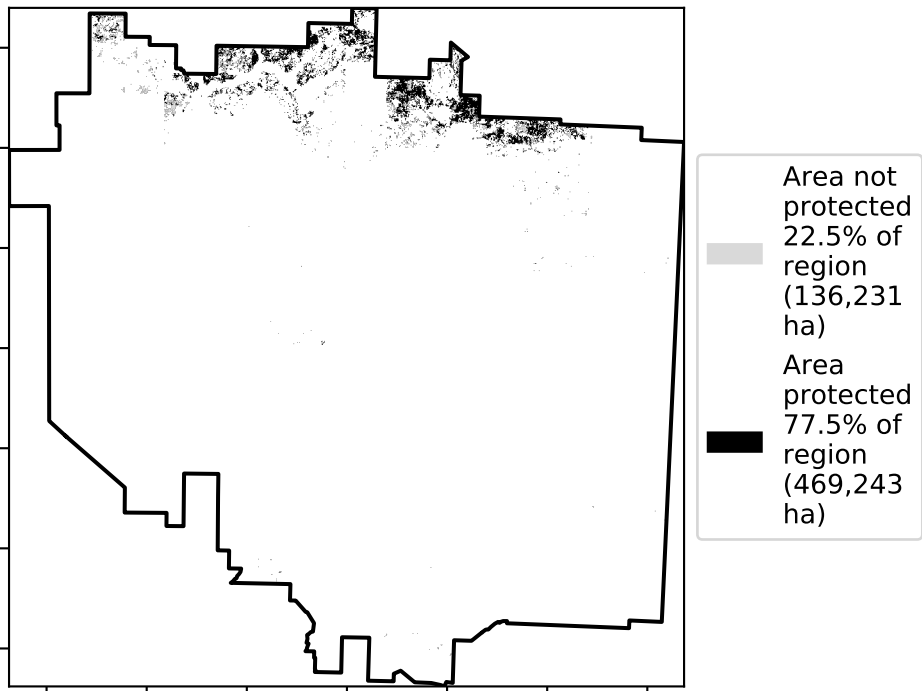 Area not
protected
22.5% of
region
(136,231
ha)
Area
protected
77.5% of
region
(469,243
ha)